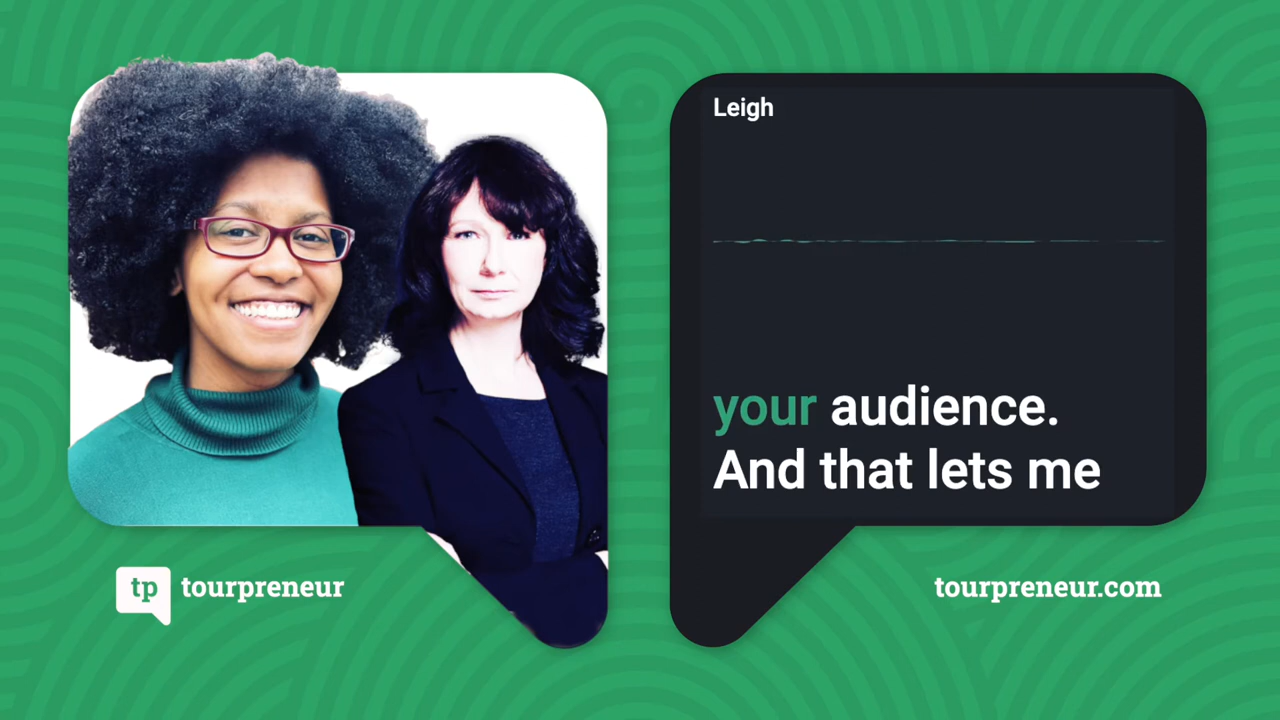 Leigh
your audience.
And that lets me
tp tourpreneur
tourpreneur.com